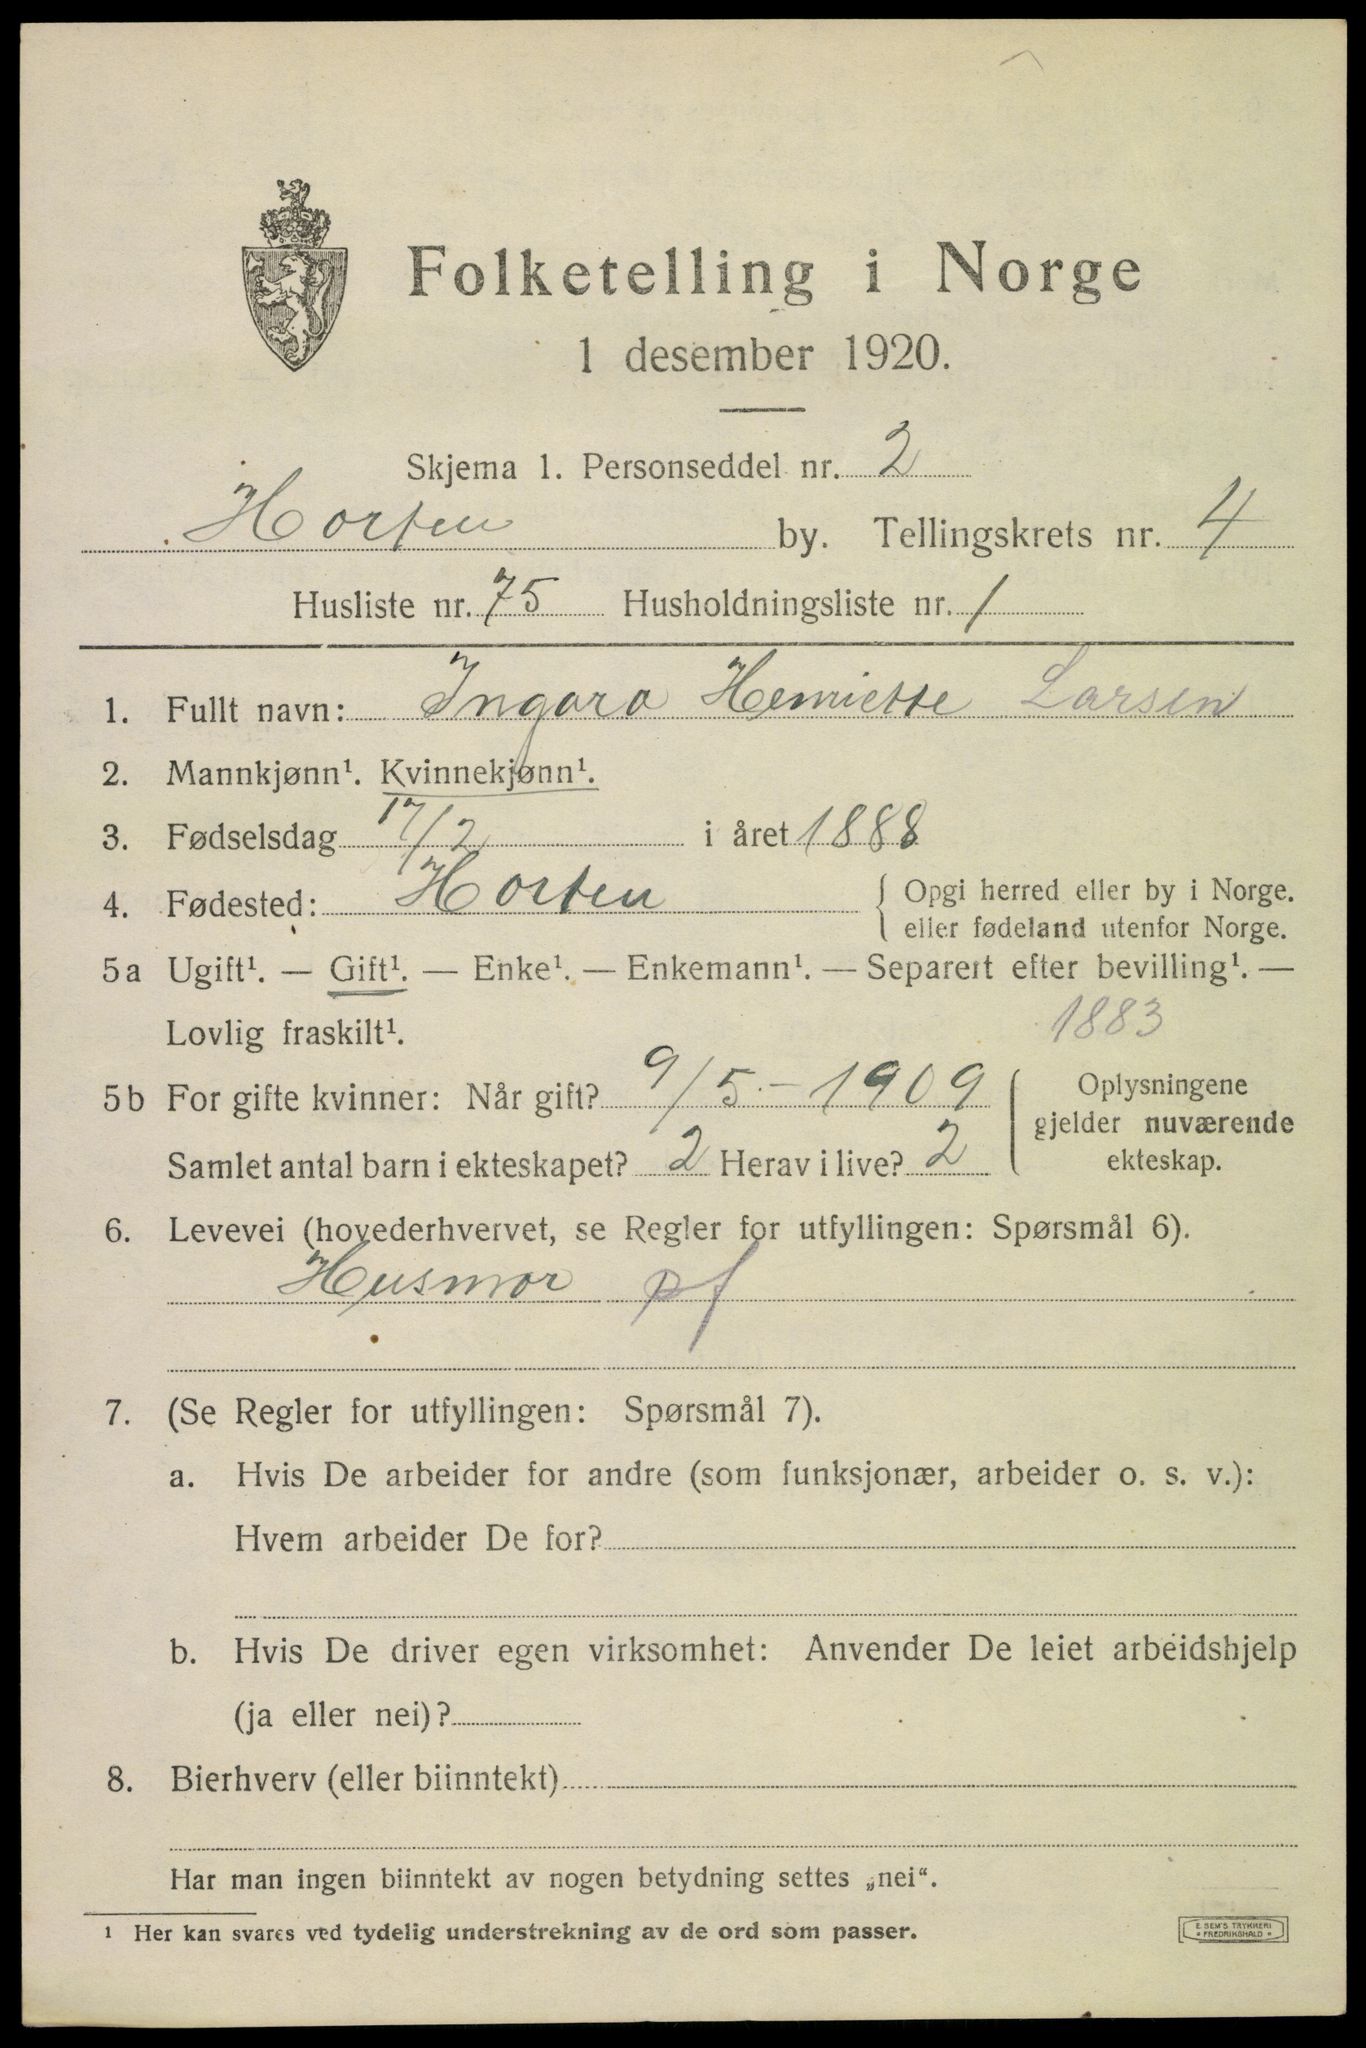 Folketelling i Norge
1 desember 1920.
Skjema 1. Personseddel nr. 2
Horten by. Tellingskrets nr. 4
Husliste nr. 75 Husholdningsliste nr. 1
1. Fullt navn: Ingara Henriette Larsen
2. Mannkjønn¹. Kvinnekjønn¹.
3. Fødselsdag 17/2 i året 1888
4. Fødested: Horten { Opgi herred eller by i Norge.
eller fødeland utenfor Norge.
5a Ugift¹. — Gift¹. — Enke¹. — Enkemann¹. — Separert efter bevilling¹. —
Lovlig fraskilt¹. 1883
5b For gifte kvinner: Når gift? 9/5 - 1909 Oplysningene
gjelder nuværende
Samlet antal barn i ekteskapet? 2 Herav i live? 2 ekteskap.
6. Levevei (hovederhvervet, se Regler for utfyllingen: Spørsmål 6).
Husmor pf
7. (Se Regler for utfyllingen: Spørsmål 7).
a. Hvis De arbeider for andre (som funksjonær, arbeider o. s. v.):
Hvem arbeider De for?
b. Hvis De driver egen virksomhet: Anvender De leiet arbeidshjelp
(ja eller nei)?
8. Bierhverv (eller biinntekt)
Har man ingen biinntekt av nogen betydning settes „nei“.
¹ Her kan svares ved tydelig understrekning av de ord som passer.
E. SEM'S TRYKKERI
* FREDRIKSHALD *